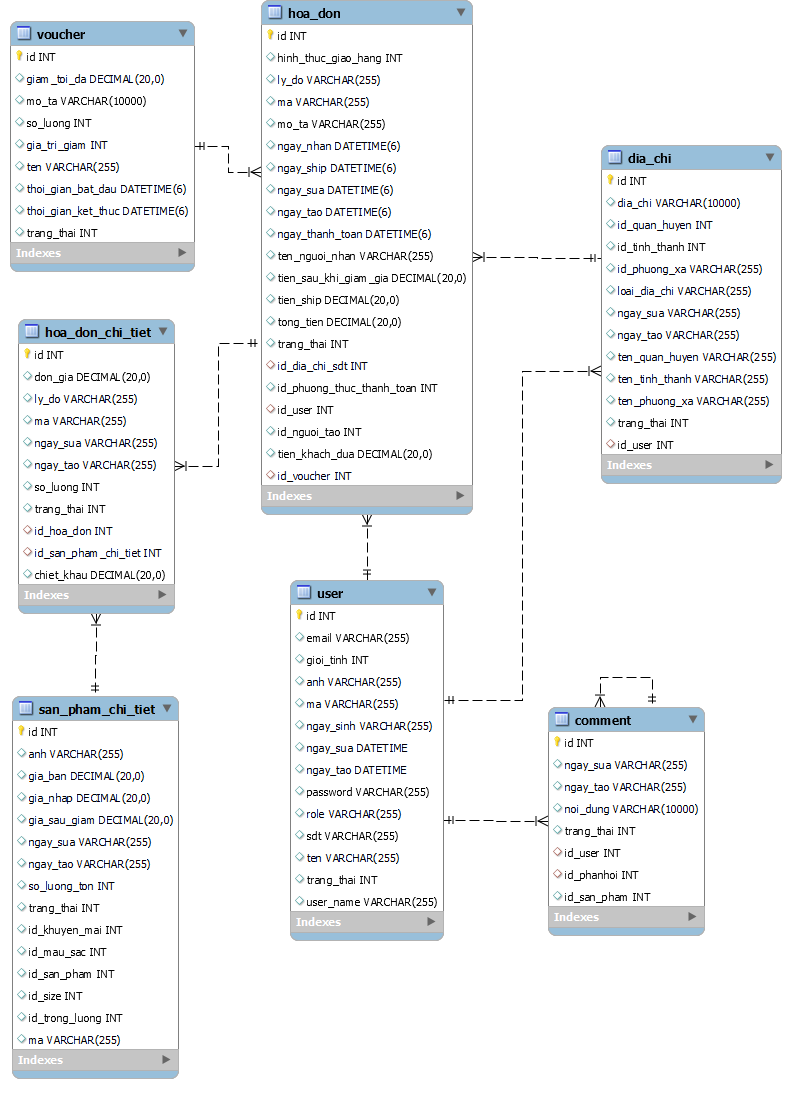 voucher
id INT
giam_toi_da DECIMAL(20,0)
mo_ta VARCHAR(10000)
so_luong INT
gia_tri_giam INT
ten VARCHAR(255)
thoi_gian_bat_dau DATETIME(6)
thoi_gian_ket_thuc DATETIME(6)
trang_thai INT
Indexes
hoa_don
id INT
hinh_thuc_giao_hang INT
ly_do VARCHAR(255)
ma VARCHAR(255)
mo_ta VARCHAR(255)
ngay_nhan DATETIME(6)
ngay_ship DATETIME(6)
ngay_sua DATETIME(6)
ngay_tao DATETIME(6)
ngay_thanh_toan DATETIME(6)
ten_nguoi_nhan VARCHAR(255)
tien_sau_khi_giam_gia DECIMAL(20,0)
tien_ship DECIMAL(20,0)
tong_tien DECIMAL(20,0)
trang_thai INT
id_dia_chi_sdt INT
id_phuong_thuc_thanh_toan INT
id_user INT
id_nguoi_tao INT
tien_khach_dua DECIMAL(20,0)
id_voucher INT
Indexes
dia_chi
id INT
dia_chi VARCHAR(10000)
id_quan_huyen INT
id_tinh_thanh INT
id_phuong_xa VARCHAR(255)
loai_dia_chi VARCHAR(255)
ngay_sua VARCHAR(255)
ngay_tao VARCHAR(255)
ten_quan_huyen VARCHAR(255)
ten_tinh_thanh VARCHAR(255)
ten_phuong_xa VARCHAR(255)
trang_thai INT
id_user INT
Indexes
hoa_don_chi_tiet
id INT
don_gia DECIMAL(20,0)
ly_do VARCHAR(255)
ma VARCHAR(255)
ngay_sua VARCHAR(255)
ngay_tao VARCHAR(255)
so_luong INT
trang_thai INT
id_hoa_don INT
id_san_pham_chi_tiet INT
chiet_khau DECIMAL(20,0)
Indexes
user
id INT
email VARCHAR(255)
gioi_tinh INT
anh VARCHAR(255)
ma VARCHAR(255)
ngay_sinh VARCHAR(255)
ngay_sua DATETIME
ngay_tao DATETIME
password VARCHAR(255)
role VARCHAR(255)
sdt VARCHAR(255)
ten VARCHAR(255)
trang_thai INT
user_name VARCHAR(255)
Indexes
san_pham_chi_tiet
id INT
anh VARCHAR(255)
gia_ban DECIMAL(20,0)
gia_nhap DECIMAL(20,0)
gia_sau_giam DECIMAL(20,0)
ngay_sua VARCHAR(255)
ngay_tao VARCHAR(255)
so_luong_ton INT
trang_thai INT
id_khuyen_mai INT
id_mau_sac INT
id_san_pham INT
id_size INT
id_trong_luong INT
ma VARCHAR(255)
Indexes
comment
id INT
ngay_sua VARCHAR(255)
ngay_tao VARCHAR(255)
noi_dung VARCHAR(10000)
trang_thai INT
id_user INT
id_phanhoi INT
id_san_pham INT
Indexes